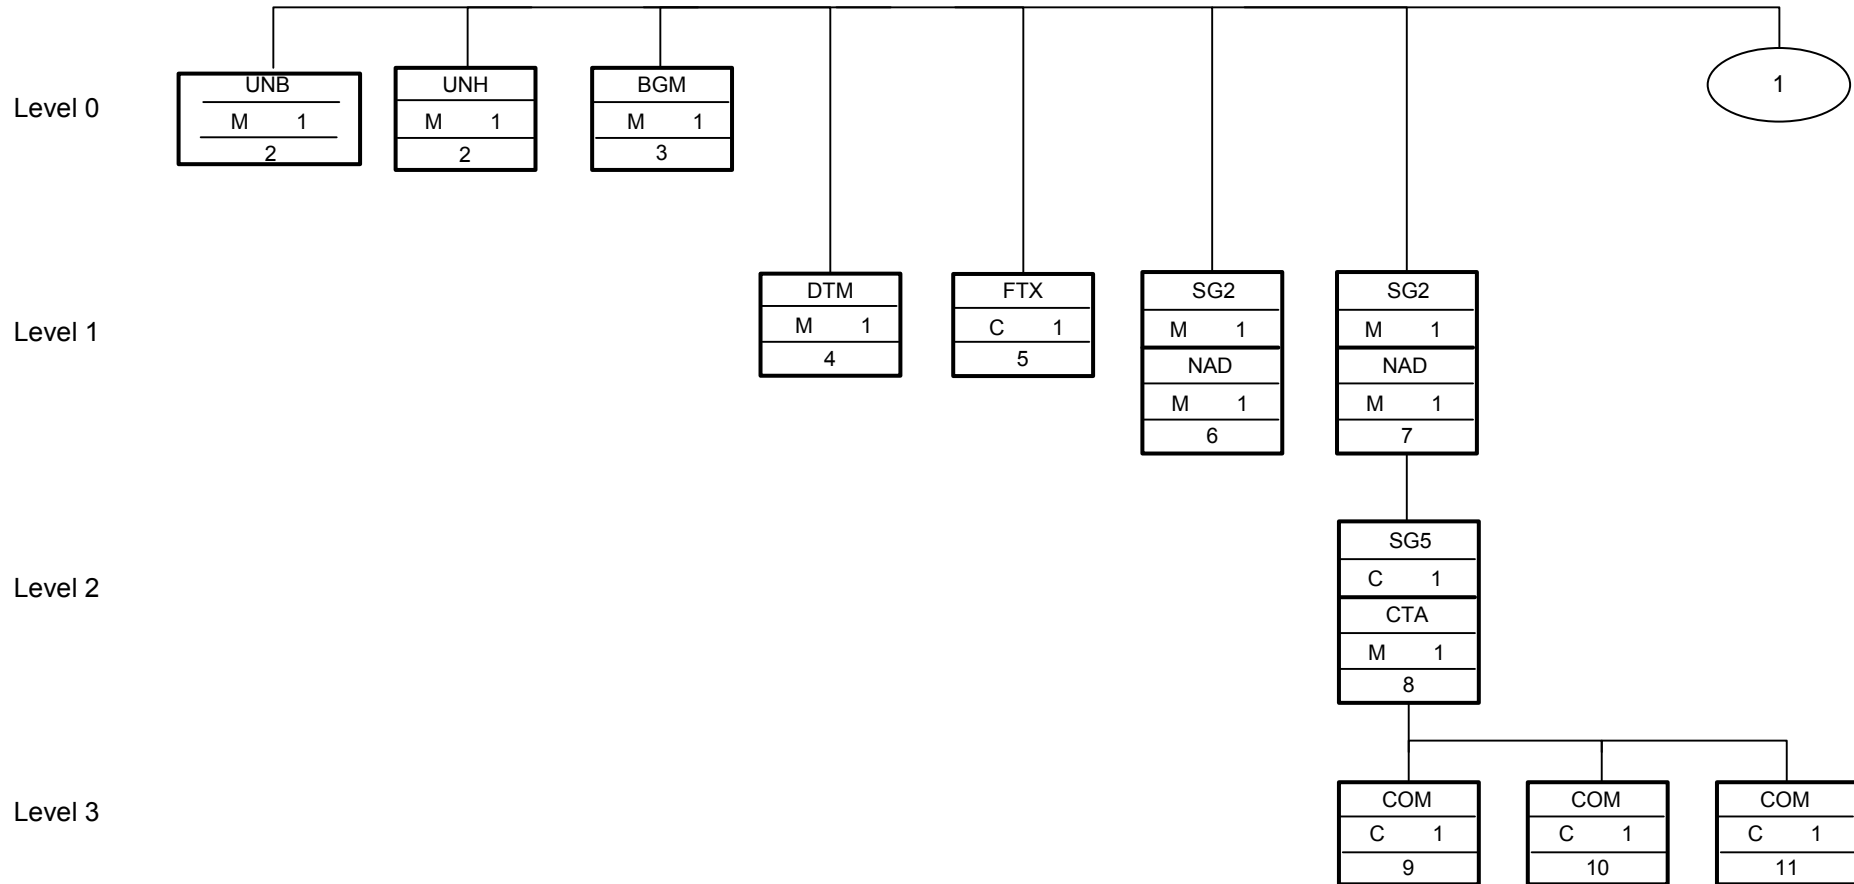 Level 0
UNB
M 1
2
UNH
M 1
2
BGM
M 1
3
1
Level 1
DTM
M 1
4
FTX
C 1
5
SG2
M 1
NAD
M 1
6
SG2
M 1
NAD
M 1
7
Level 2
SG5
C 1
CTA
M 1
8
Level 3
COM
C 1
9
COM
C 1
10
COM
C 1
11